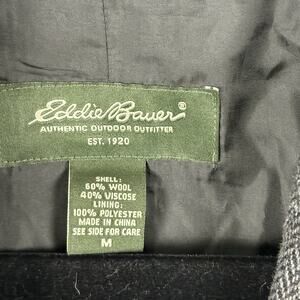 Eddie Bauer®
AUTHENTIC OUTDOOR OUTFITTER
EST. 1920
SHELL:
60% WOOL
40% VISCOSE
LINING:
100% POLYESTER
MADE IN CHINA
SEE SIDE FOR CARE
M